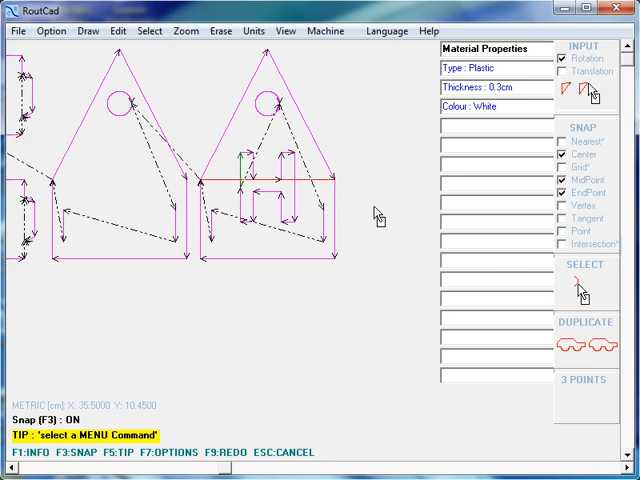 RoutCad
File Option Draw Edit Select Zoom Erase Units View Machine Language Help
Material Properties
Type : Plastic
Thickness : 0.3cm
Colour : White
INPUT
Rotation
Translation
SNAP
Nearest*
Center
Grid*
MidPoint
EndPoint
Vertex
Tangent
Point
Intersection*
SELECT
DUPLICATE
3 POINTS
METRIC [cm]: X: 35.5000 Y: 10.4500
Snap (F3) : ON
TIP : 'select a MENU Command'
F1:INFO F3:SNAP F5:TIP F7:OPTIONS F9:REDO ESC:CANCEL